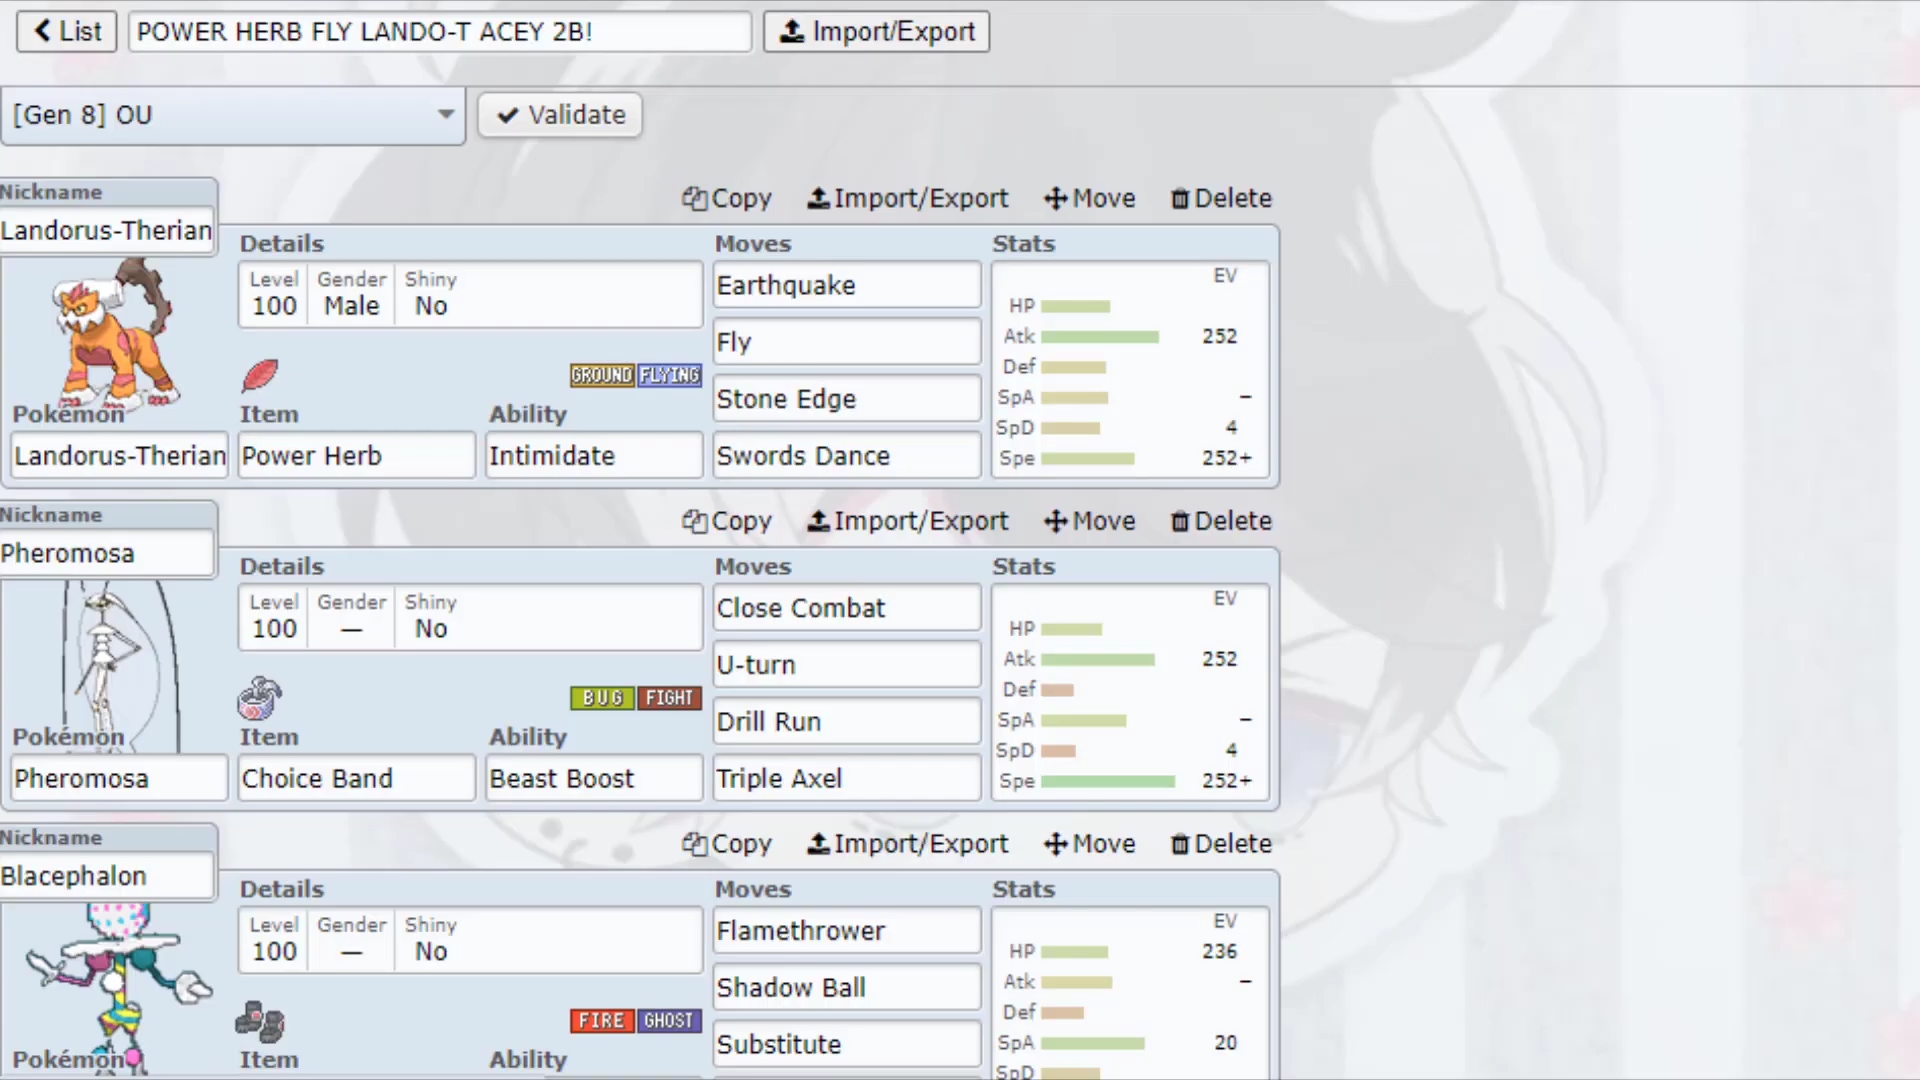 List
POWER HERB FLY LANDO-T ACEY 2B!
Import/Export
[Gen 8] OU
Validate
Nickname
Landorus-Therian
Copy Import/Export Move Delete
Details
Level Gender Shiny
100 Male No
GROUND FLYING
Pokémon Item Ability
Landorus-Therian Power Herb Intimidate
Moves
Earthquake
Fly
Stone Edge
Swords Dance
Stats
EV
HP
Atk 252
Def
SpA –
SpD 4
Spe 252+
Nickname
Pheromosa
Copy Import/Export Move Delete
Details
Level Gender Shiny
100 — No
BUG FIGHT
Pokémon Item Ability
Pheromosa Choice Band Beast Boost
Moves
Close Combat
U-turn
Drill Run
Triple Axel
Stats
EV
HP
Atk 252
Def
SpA –
SpD 4
Spe 252+
Nickname
Blacephalon
Copy Import/Export Move Delete
Details
Level Gender Shiny
100 — No
FIRE GHOST
Pokémon Item Ability
Moves
Flamethrower
Shadow Ball
Substitute
Stats
EV
HP 236
Atk –
Def
SpA 20
SpD